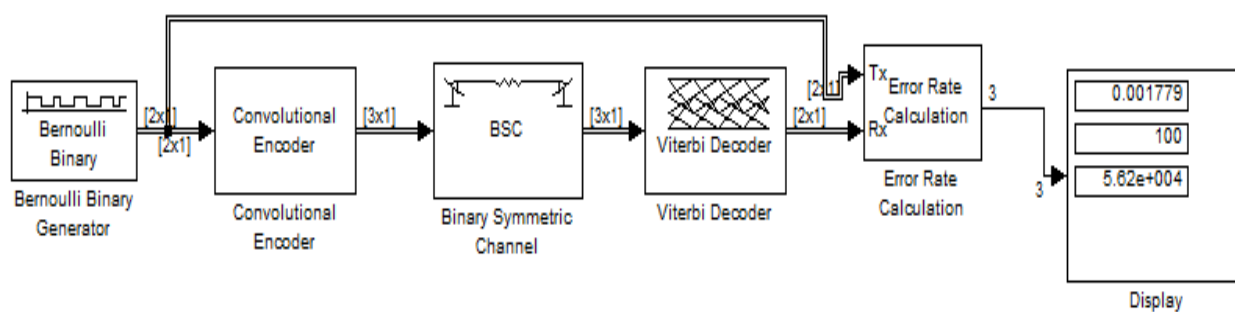 Bernoulli
Binary
Bernoulli Binary
Generator
[2x1]
[2x1]
Convolutional
Encoder
Convolutional
Encoder
[3x1]
BSC
Binary Symmetric
Channel
[3x1]
Viterbi Decoder
Viterbi Decoder
[2x1]
[2x1]
Tx
Rx
Error Rate
Calculation
Error Rate
Calculation
3
3
0.001779
100
5.62e+004
Display